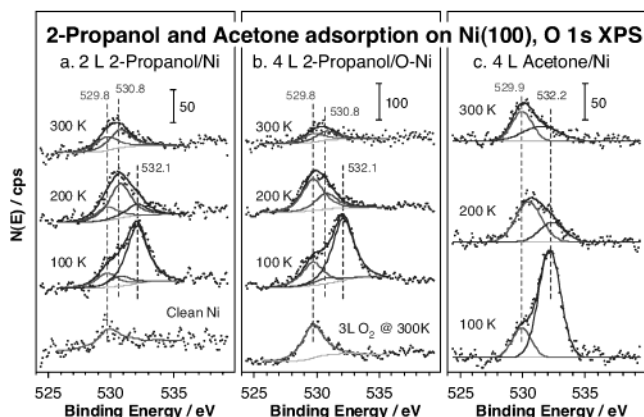 2-Propanol and Acetone adsorption on Ni(100), O 1s XPS
a. 2 L 2-Propanol/Ni
b. 4 L 2-Propanol/O-Ni
c. 4 L Acetone/Ni
529.8
530.8
50
300 K
532.1
200 K
100 K
Clean Ni
529.8
530.8
100
300 K
532.1
200 K
100 K
3L O₂ @ 300K
529.9
532.2
50
300 K
200 K
100 K
N(E) / cps
525 530 535
525 530 535
525 530 535
Binding Energy / eV
Binding Energy / eV
Binding Energy / eV